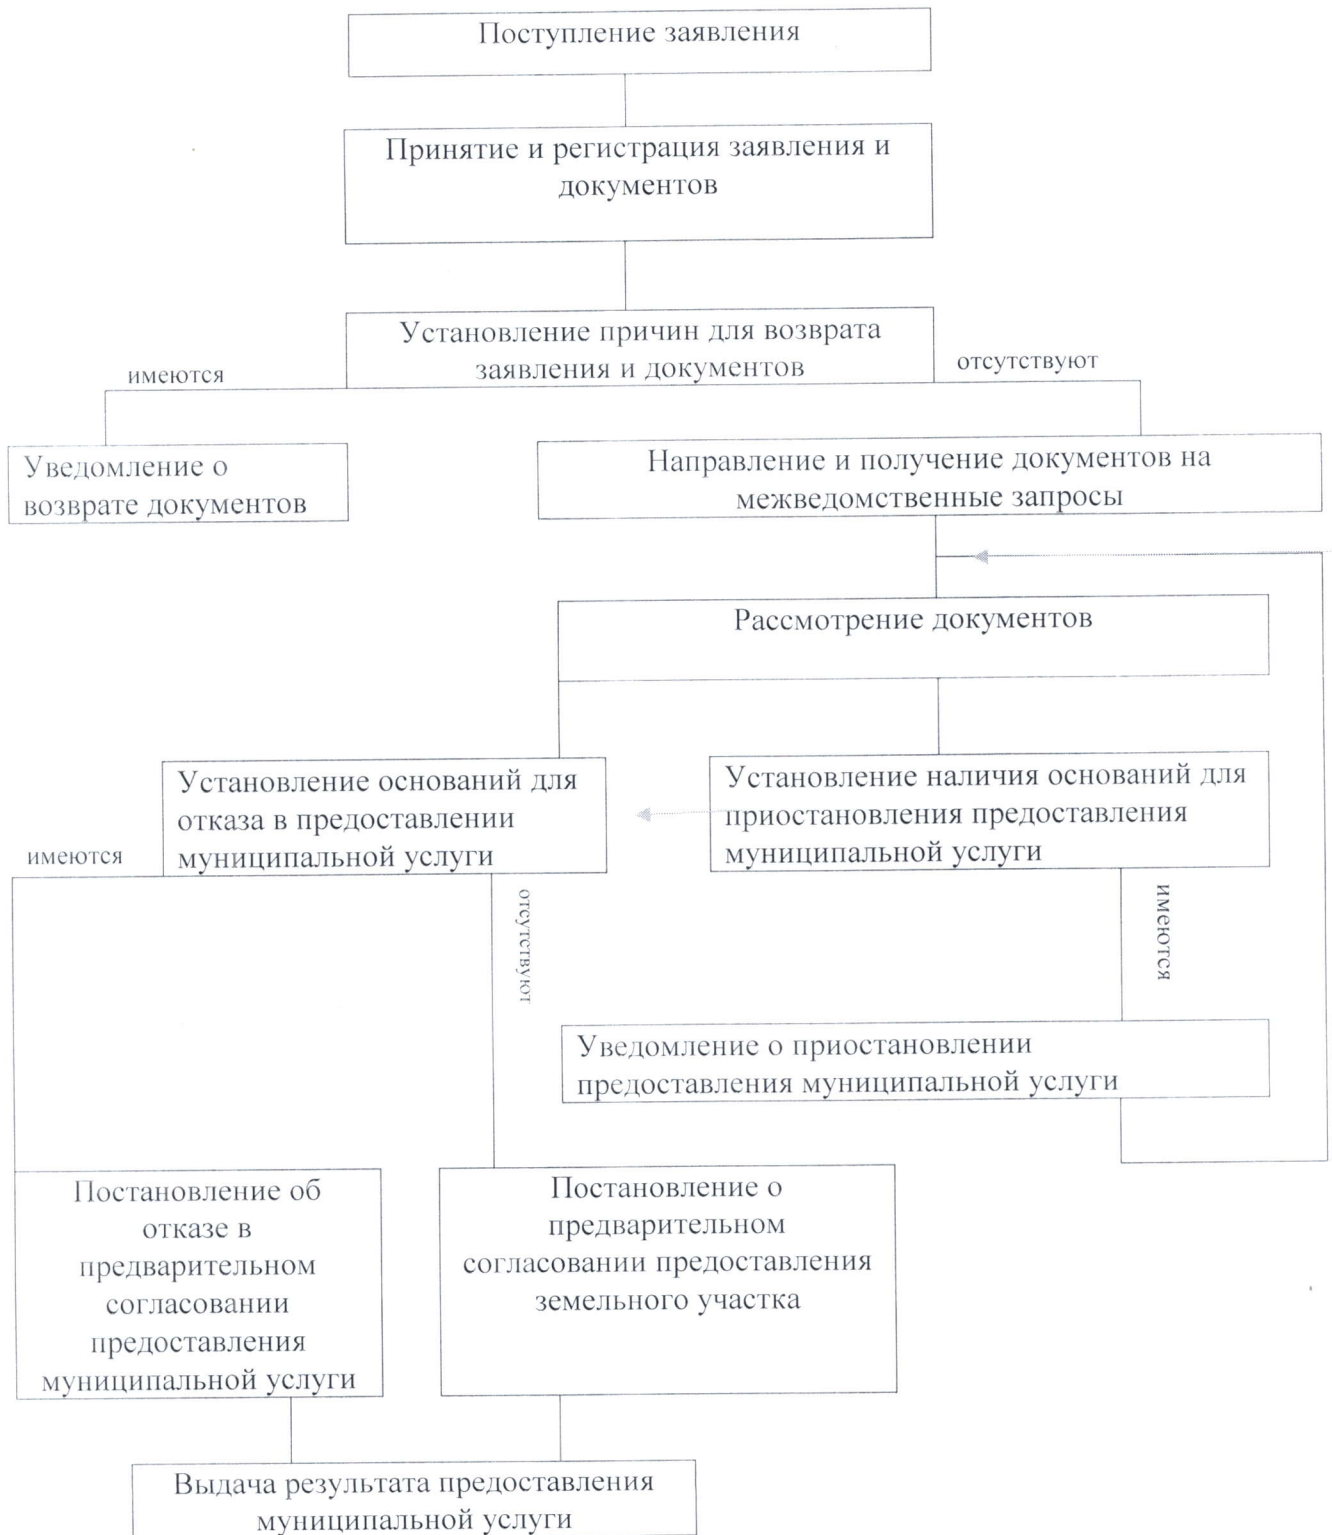 Поступление заявления
Принятие и регистрация заявления и
документов
Установление причин для возврата
заявления и документов
имеются
отсутствуют
Уведомление о
возврате документов
Направление и получение документов на
межведомственные запросы
Рассмотрение документов
Установление оснований для
отказа в предоставлении
муниципальной услуги
Установление наличия оснований для
приостановления предоставления
муниципальной услуги
имеются
отсутствуют
имеются
Уведомление о приостановлении
предоставления муниципальной услуги
Постановление об
отказе в
предварительном
согласовании
предоставления
муниципальной услуги
Постановление о
предварительном
согласовании предоставления
земельного участка
Выдача результата предоставления
муниципальной услуги